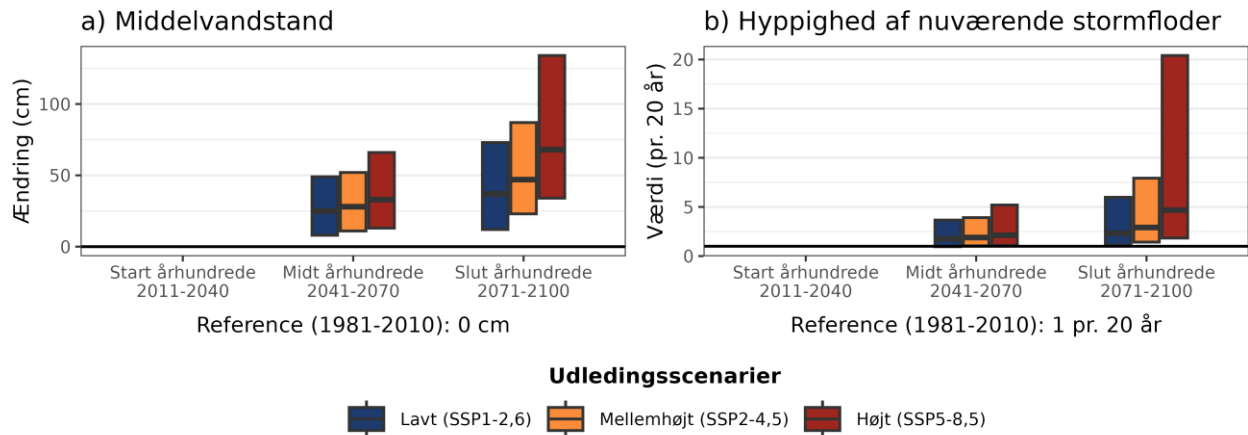 a) Middelvandstand
b) Hyppighed af nuværende stormfloder
Ændring (cm)
100
50
0
Start århundrede
2011-2040
Midt århundrede
2041-2070
Slut århundrede
2071-2100
Reference (1981-2010): 0 cm
Værdi (pr. 20 år)
20
15
10
5
0
Start århundrede
2011-2040
Midt århundrede
2041-2070
Slut århundrede
2071-2100
Reference (1981-2010): 1 pr. 20 år
Udledingsscenarier
Lavt (SSP1-2,6)
Mellemhøjt (SSP2-4,5)
Højt (SSP5-8,5)